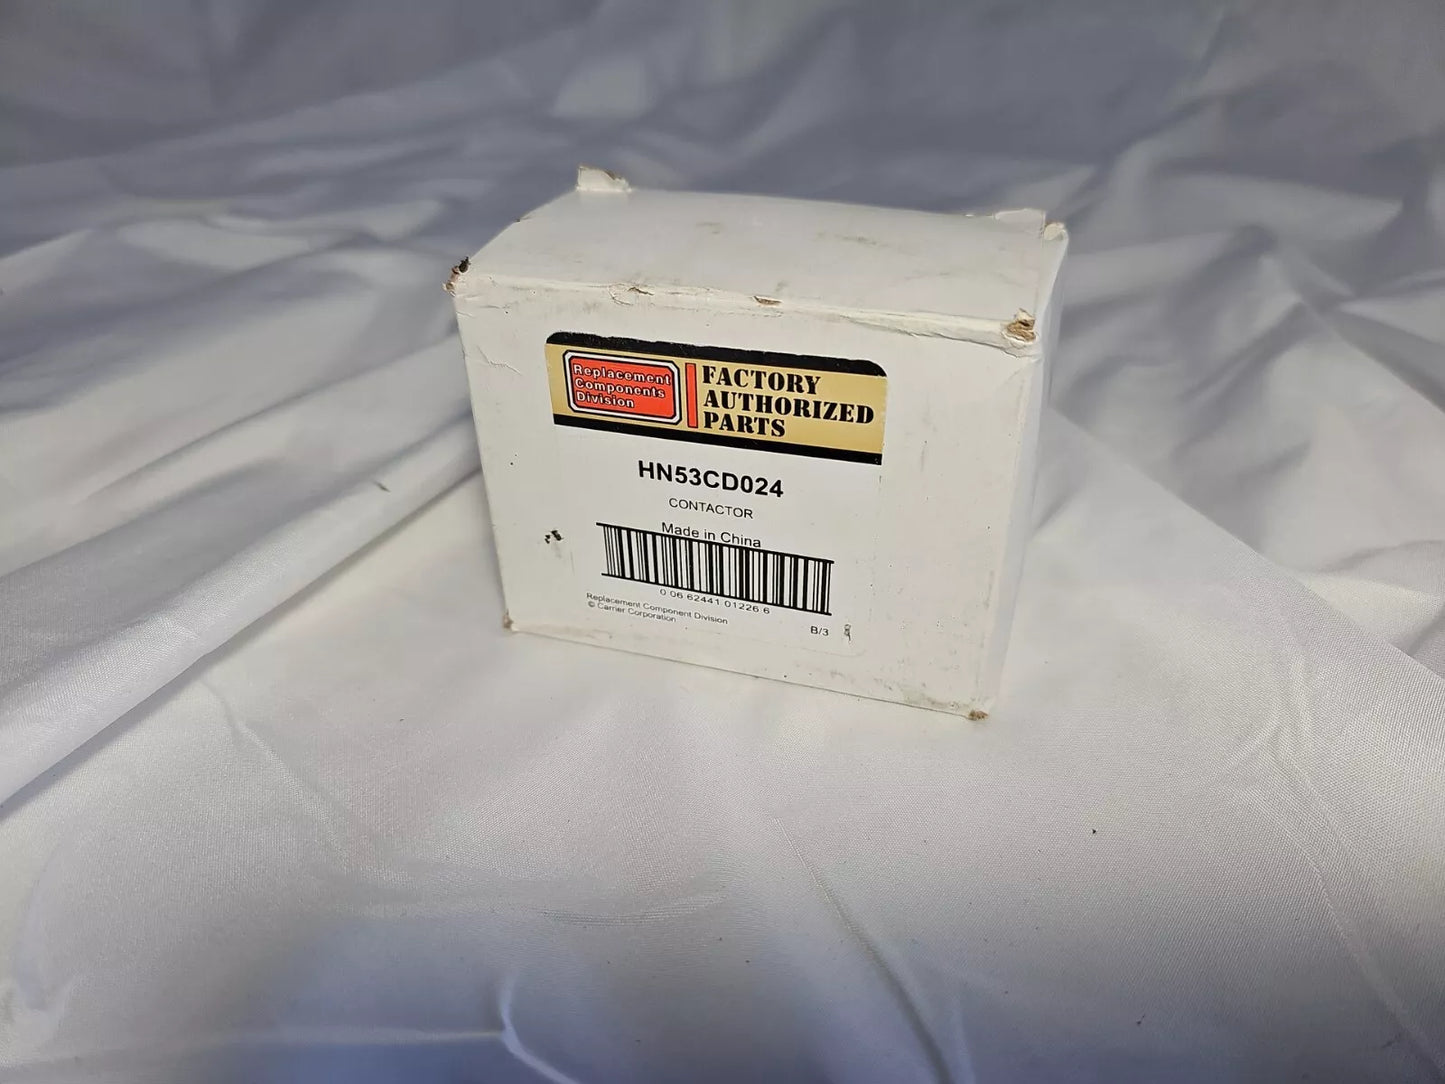 Replacement
Components
Division
FACTORY
AUTHORIZED
PARTS
HN53CD024
CONTACTOR
Made in China
0 06 62441 01226 6
Replacement Component Division
© Carrier Corporation
B/3